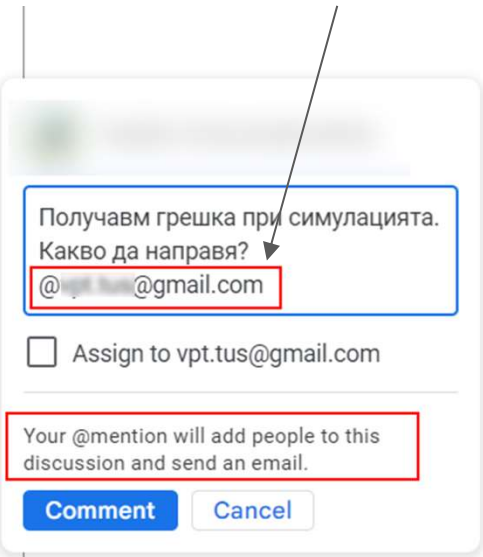 Получавм грешка при симулацията.
Какво да направя?
@ @gmail.com
Assign to vpt.tus@gmail.com
Your @mention will add people to this
discussion and send an email.
Comment Cancel